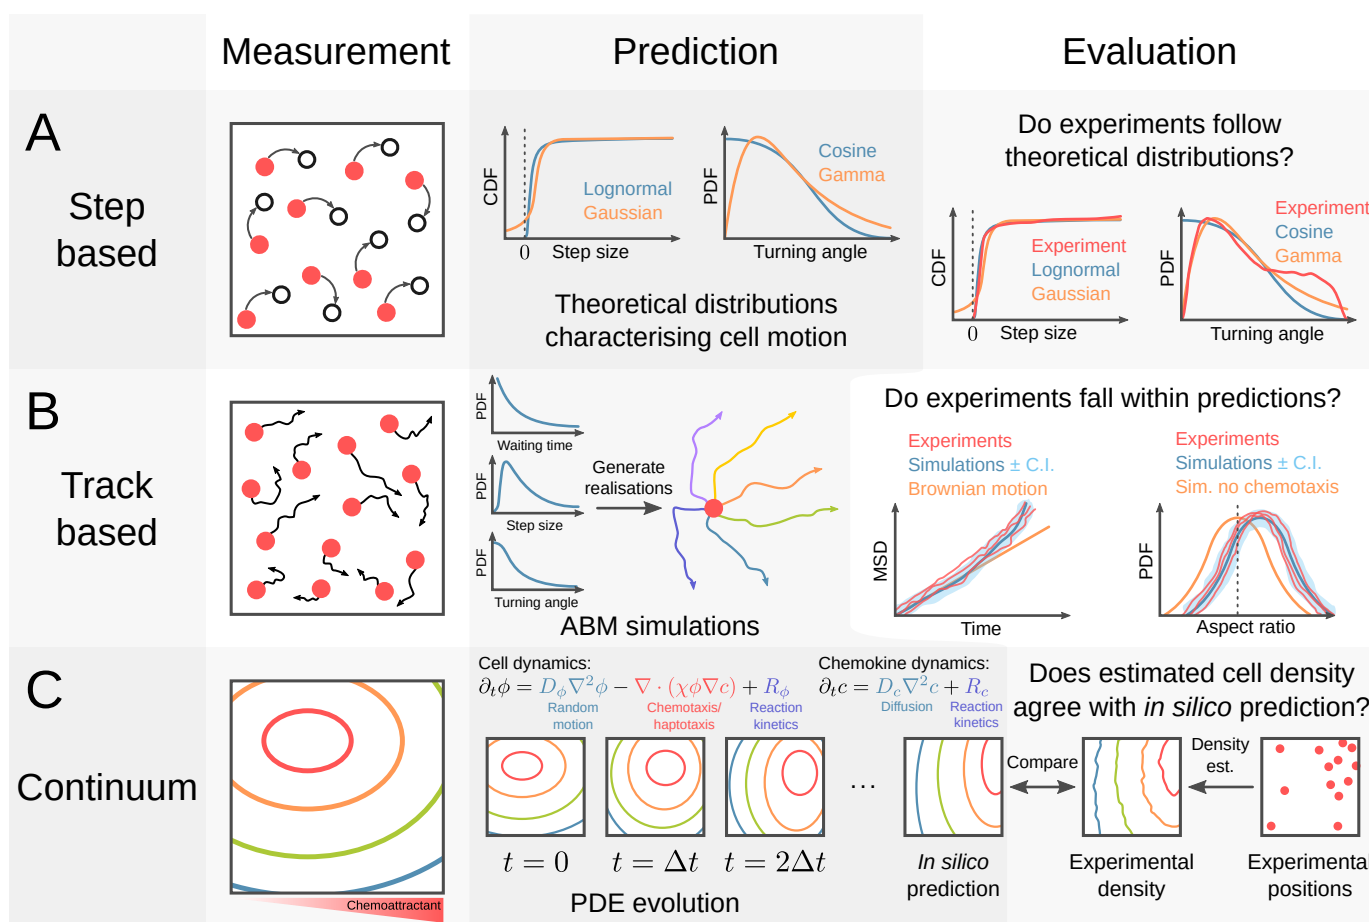 Measurement
Prediction
Evaluation
A
Step
based
CDF
Lognormal
Gaussian
0
Step size
PDF
Cosine
Gamma
Turning angle
Theoretical distributions
characterising cell motion
Do experiments follow
theoretical distributions?
CDF
Experiment
Lognormal
Gaussian
0
Step size
PDF
Experiment
Cosine
Gamma
Turning angle
B
Track
based
PDF
Waiting time
PDF
Step size
PDF
Turning angle
Generate
realisations
ABM simulations
Do experiments fall within predictions?
Experiments
Simulations ± C.I.
Brownian motion
MSD
Time
Experiments
Simulations ± C.I.
Sim. no chemotaxis
PDF
Aspect ratio
C
Continuum
Chemoattractant
Cell dynamics:
∂ₜϕ = D_ϕ∇²ϕ − ∇ · (χϕ∇c) + R_ϕ
Random
motion
Chemotaxis/
haptotaxis
Reaction
kinetics
Chemokine dynamics:
∂ₜc = D_c∇²c + R_c
Diffusion
Reaction
kinetics
t = 0
t = Δt
t = 2Δt
...
PDE evolution
In silico
prediction
Does estimated cell density
agree with in silico prediction?
Compare
Density
est.
Experimental
density
Experimental
positions